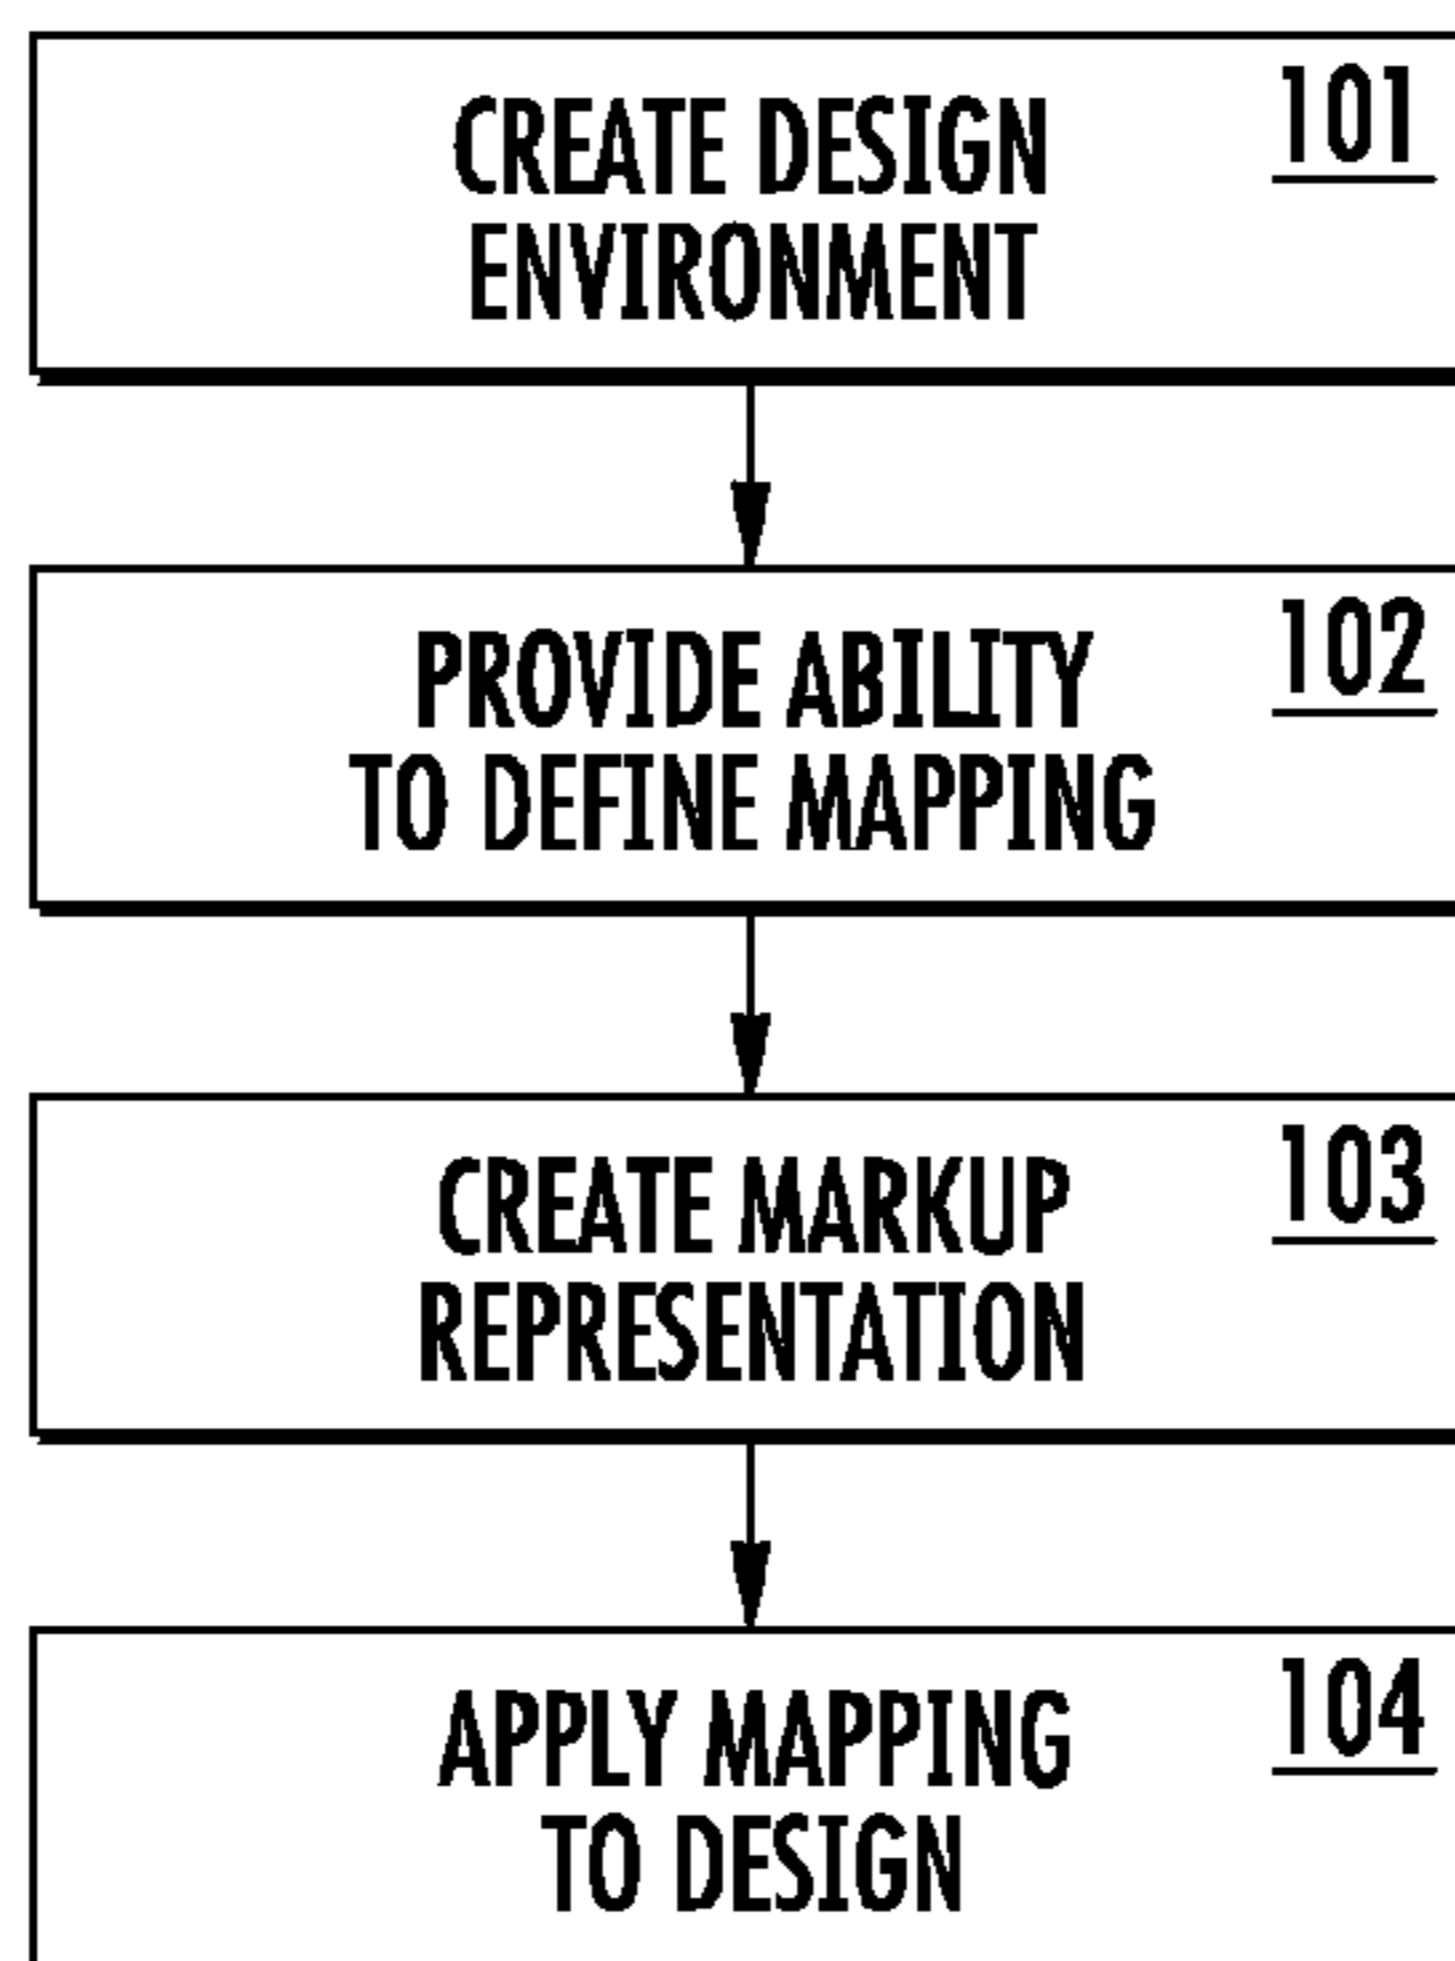 CREATE DESIGN
ENVIRONMENT
101
PROVIDE ABILITY
TO DEFINE MAPPING
102
CREATE MARKUP
REPRESENTATION
103
APPLY MAPPING
TO DESIGN
104